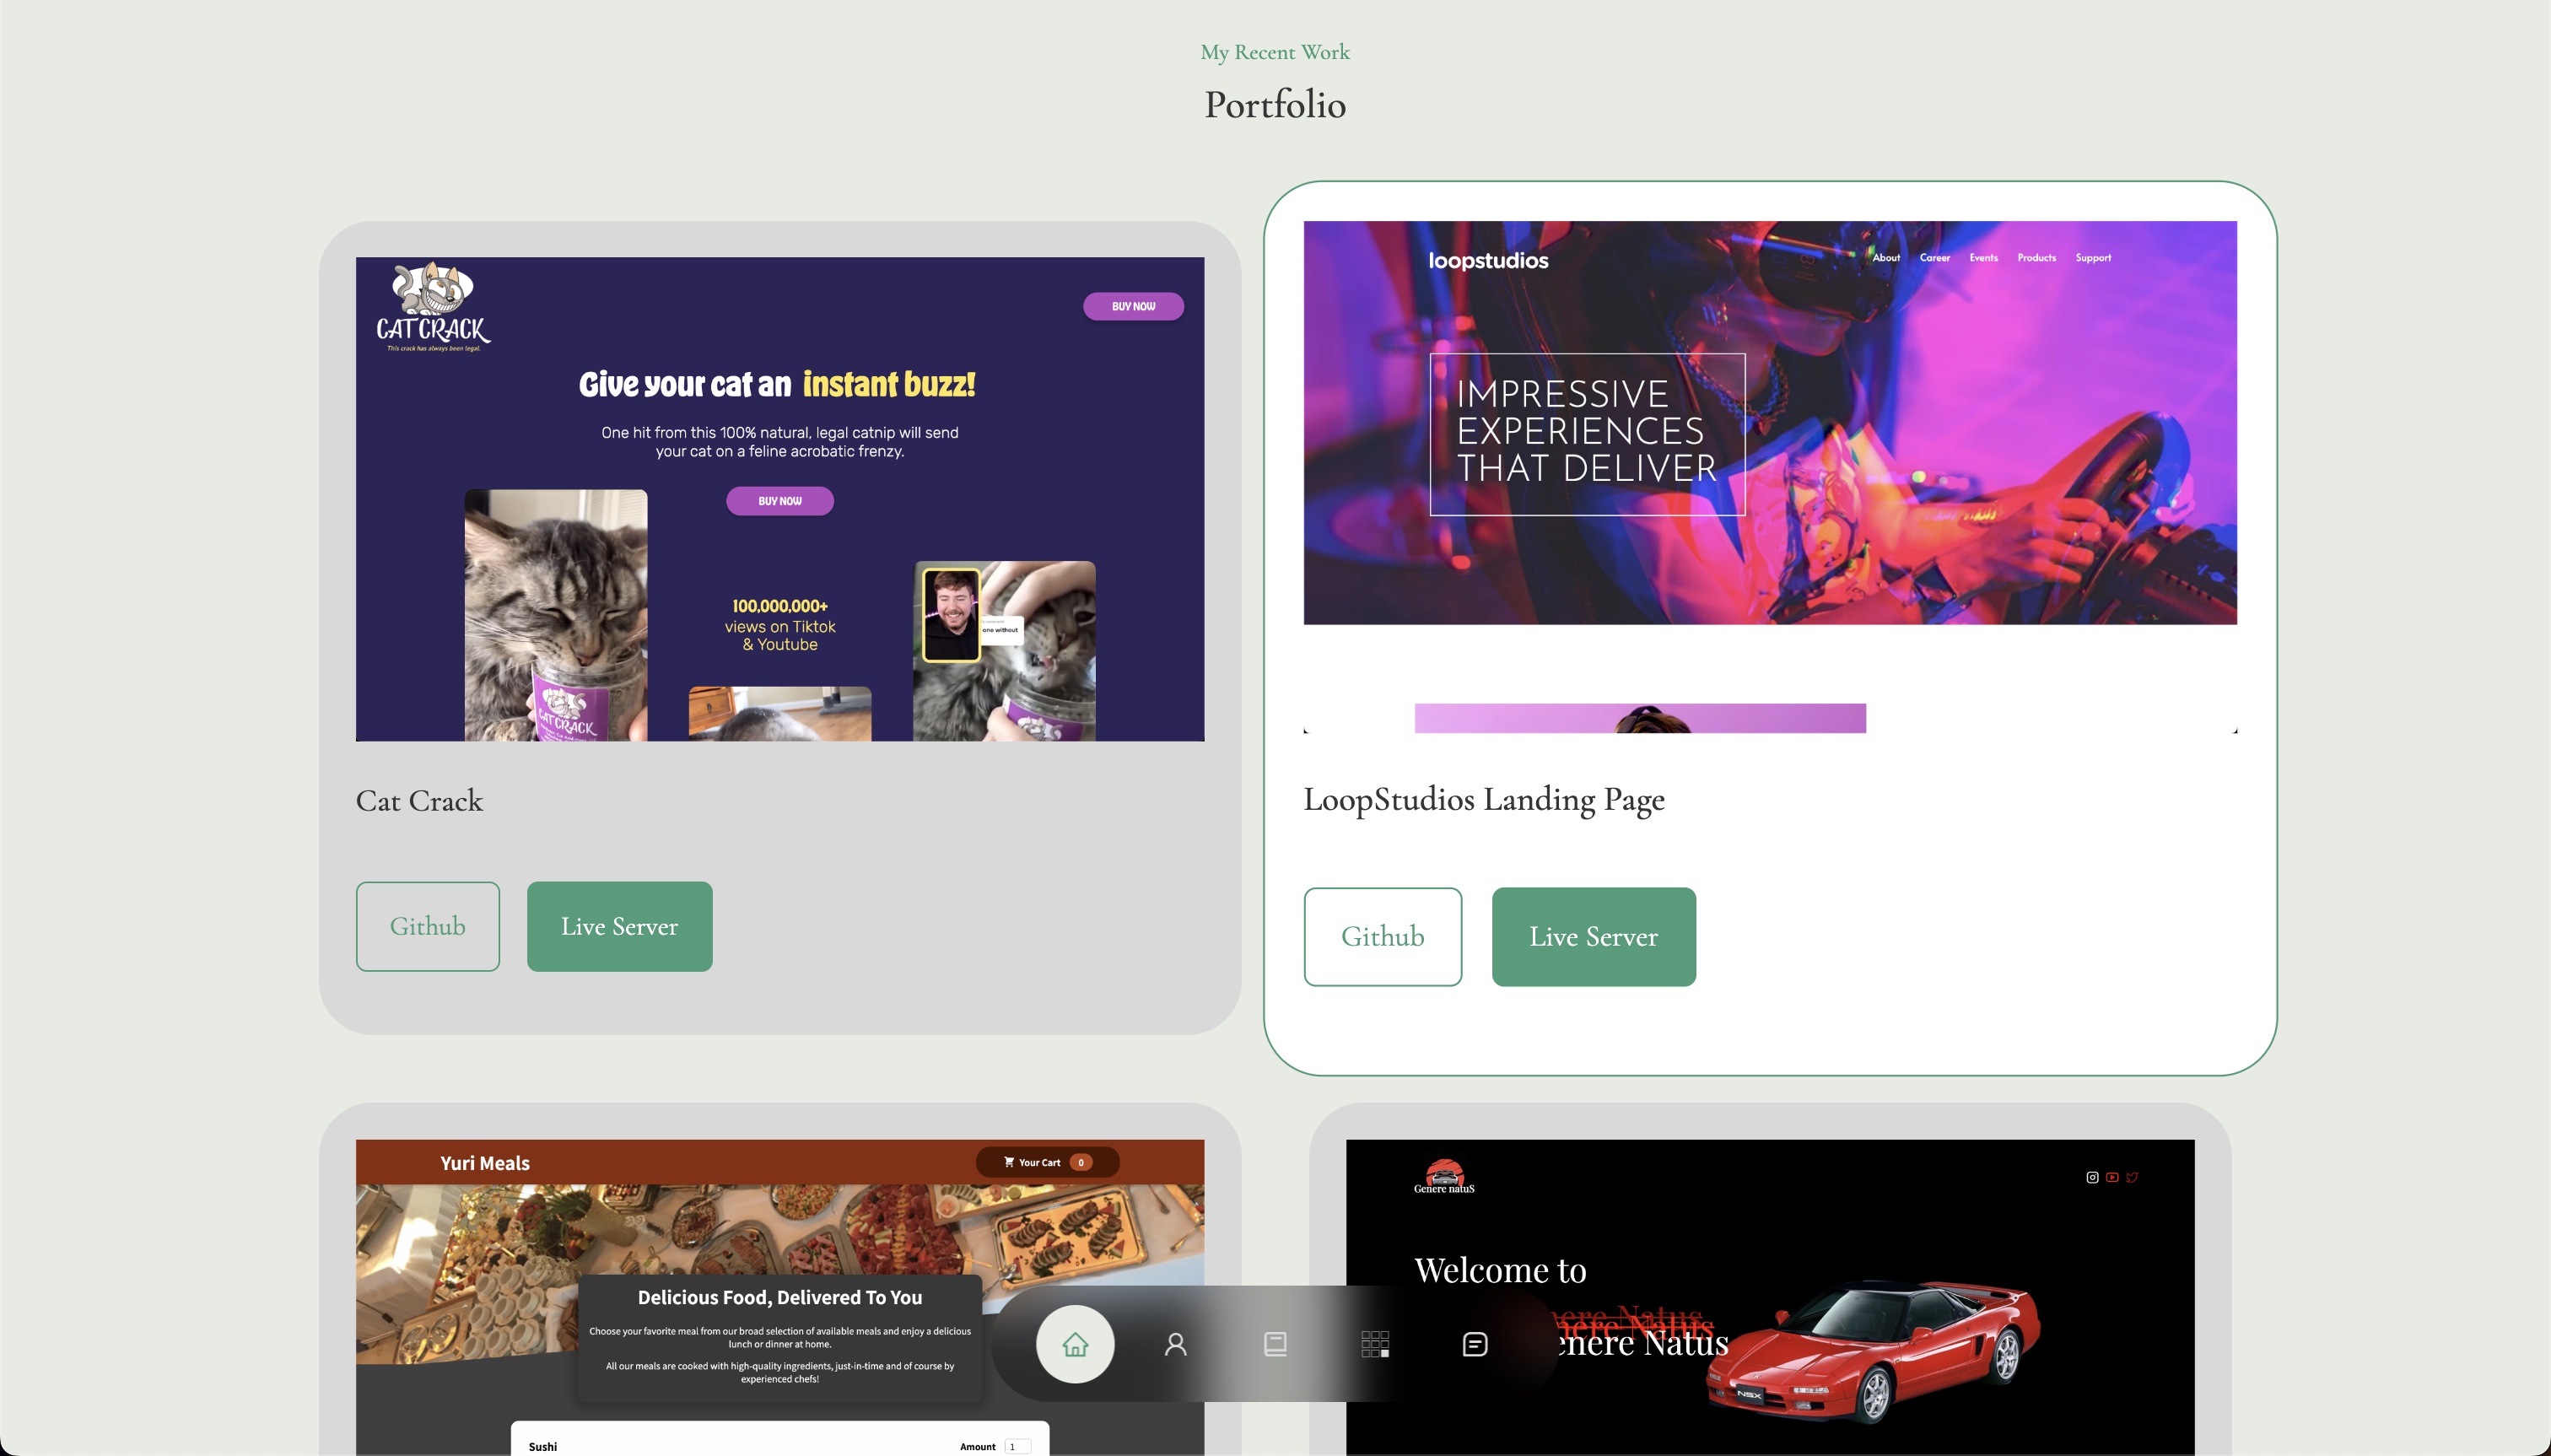 My Recent Work
Portfolio
CAT CRACK
This crack has always been legal.
BUY NOW
Give your cat an instant buzz!
One hit from this 100% natural, legal catnip will send
your cat on a feline acrobatic frenzy.
BUY NOW
100,000,000+
views on Tiktok
& Youtube
one without
CAT CRACK
Cat Crack
Github
Live Server
loopstudios
About
Career
Events
Products
Support
IMPRESSIVE
EXPERIENCES
THAT DELIVER
LoopStudios Landing Page
Github
Live Server
Yuri Meals
Your Cart 0
Delicious Food, Delivered To You
Choose your favorite meal from our broad selection of available meals and enjoy a delicious
lunch or dinner at home.
All our meals are cooked with high-quality ingredients, just-in-time and of course by
experienced chefs!
Sushi
Amount 1
Genere natuS
Welcome to
enere Natus
NSX